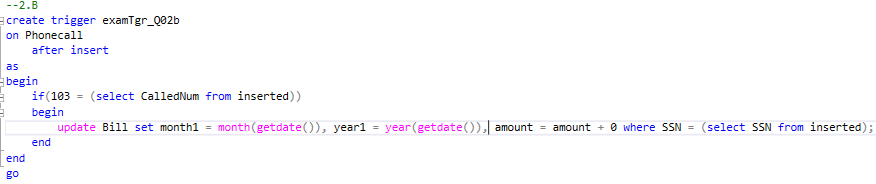 --2.B
create trigger examTgr_Q02b
on Phonecall
after insert
as
begin
if(103 = (select CalledNum from inserted))
begin
update Bill set month1 = month(getdate()), year1 = year(getdate()), amount = amount + 0 where SSN = (select SSN from inserted);
end
end
go